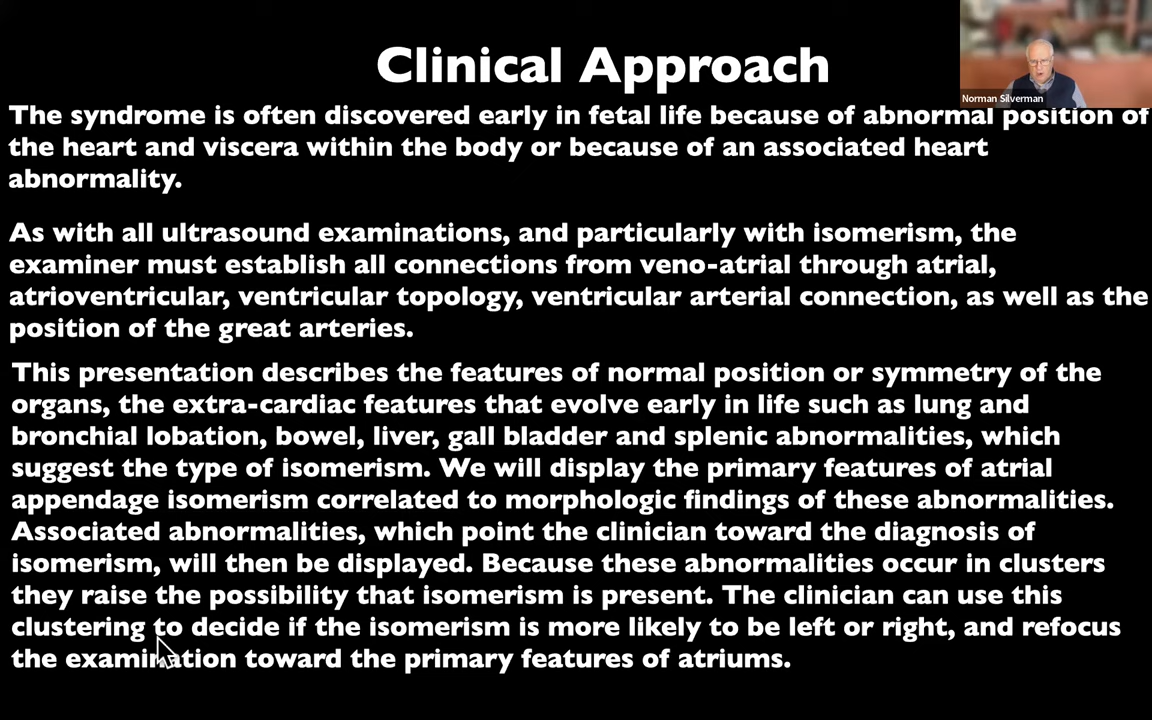 Clinical Approach
Norman Silverman
The syndrome is often discovered early in fetal life because of abnormal position of
the heart and viscera within the body or because of an associated heart
abnormality.
As with all ultrasound examinations, and particularly with isomerism, the
examiner must establish all connections from veno-atrial through atrial,
atrioventricular, ventricular topology, ventricular arterial connection, as well as the
position of the great arteries.
This presentation describes the features of normal position or symmetry of the
organs, the extra-cardiac features that evolve early in life such as lung and
bronchial lobation, bowel, liver, gall bladder and splenic abnormalities, which
suggest the type of isomerism. We will display the primary features of atrial
appendage isomerism correlated to morphologic findings of these abnormalities.
Associated abnormalities, which point the clinician toward the diagnosis of
isomerism, will then be displayed. Because these abnormalities occur in clusters
they raise the possibility that isomerism is present. The clinician can use this
clustering to decide if the isomerism is more likely to be left or right, and refocus
the examination toward the primary features of atriums.